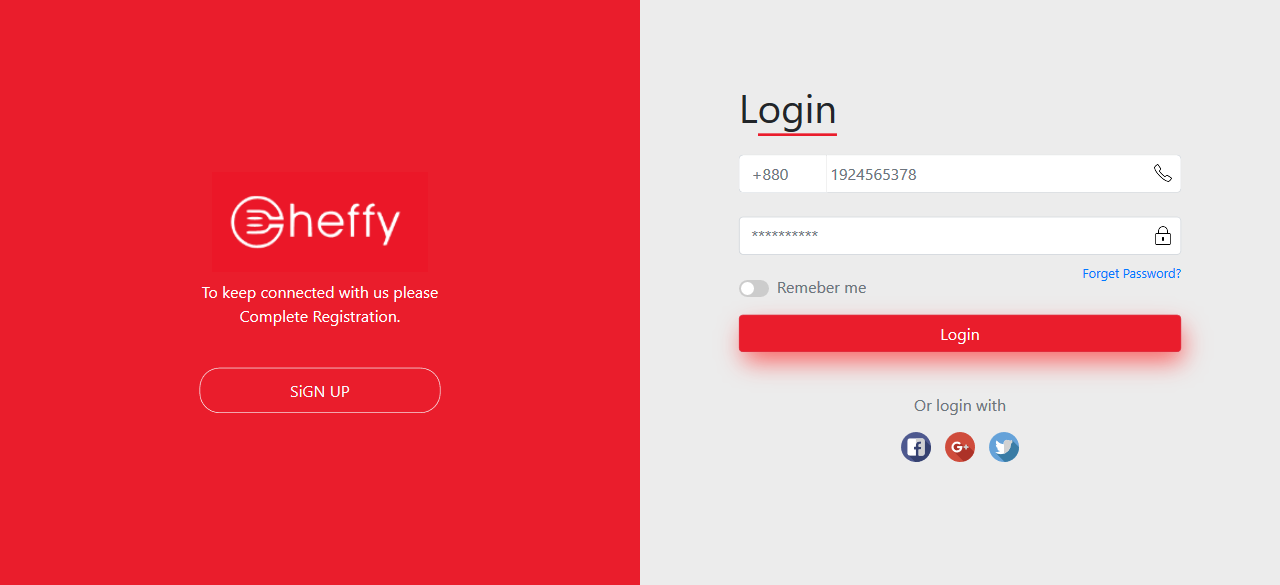 heffy
To keep connected with us please
Complete Registration.
SiGN UP
Login
+880 1924565378
**********
Forget Password?
Remeber me
Login
Or login with
f G+